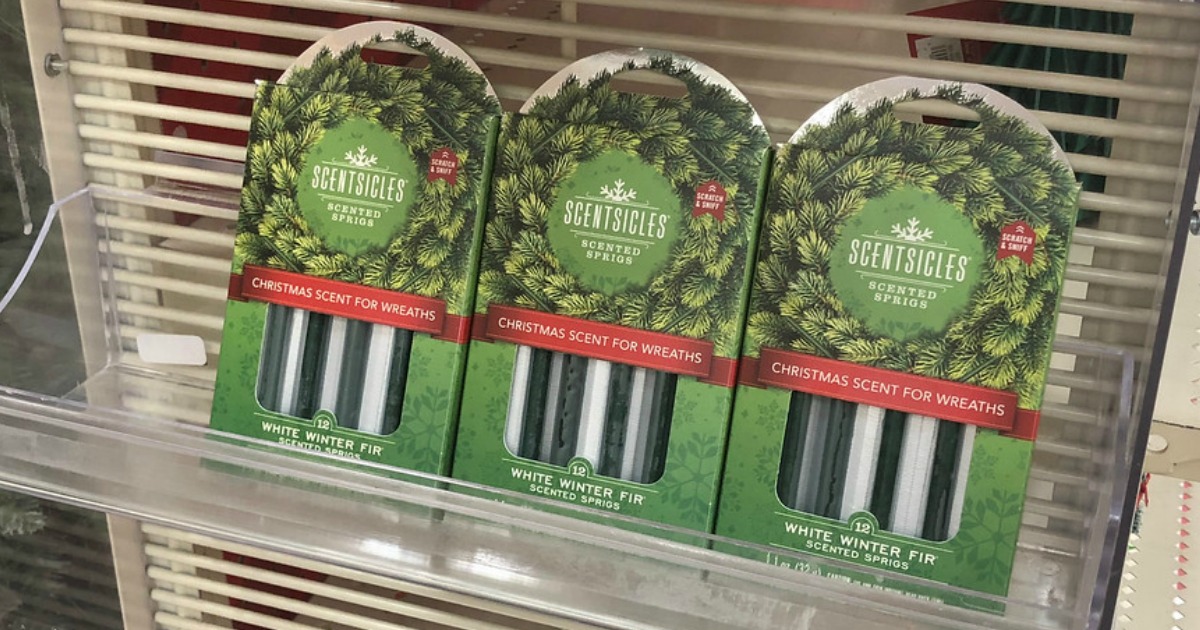 SCENTSICLES
SCENTED
SPRIGS
SCRATCH
& SNIFF
CHRISTMAS SCENT FOR WREATHS
12
WHITE WINTER FIR
SCENTED SPRIGS
SCENTSICLES
SCENTED
SPRIGS
SCRATCH
& SNIFF
CHRISTMAS SCENT FOR WREATHS
12
WHITE WINTER FIR
SCENTED SPRIGS
SCENTSICLES
SCENTED
SPRIGS
SCRATCH
& SNIFF
CHRISTMAS SCENT FOR WREATHS
12
WHITE WINTER FIR
SCENTED SPRIGS